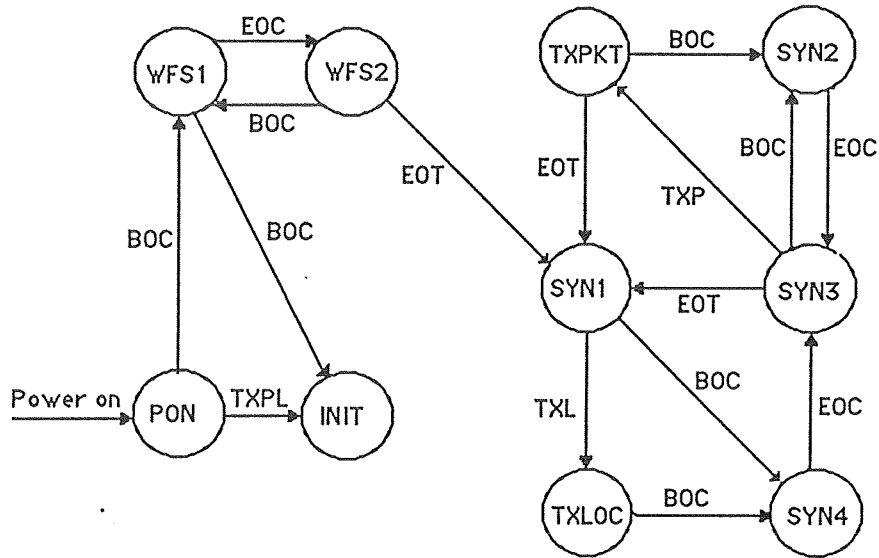 EOC
WFS1
WFS2
BOC
EOT
BOC
BOC
Power on
PON
TXPL
INIT
TXPKT
BOC
SYN2
EOT
TXP
BOC
EOC
SYN1
EOT
SYN3
TXL
BOC
EOC
TXLOC
BOC
SYN4